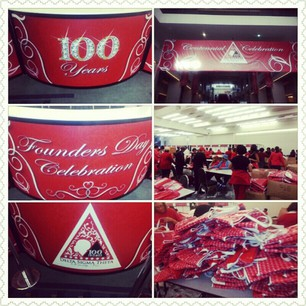 100
Years
Centennial Celebration
Founders Day
Celebration
100
DELTA SIGMA THETA